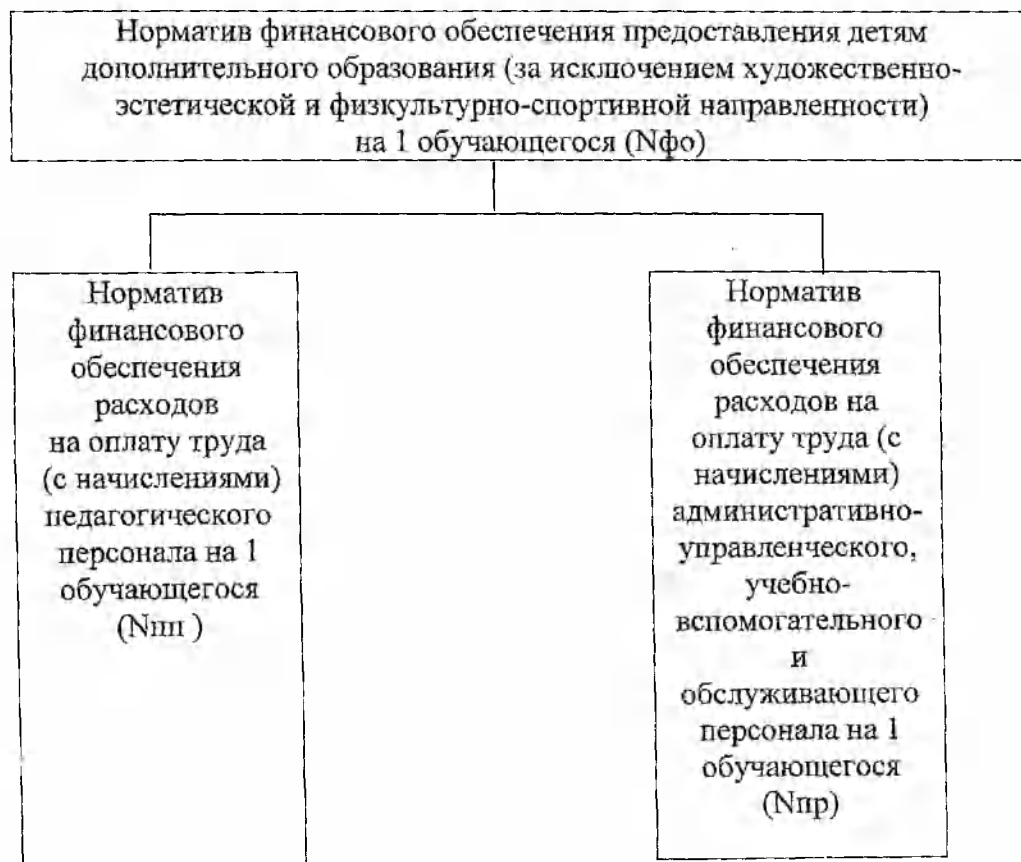 Норматив финансового обеспечения предоставления детям
дополнительного образования (за исключением художественно-
эстетической и физкультурно-спортивной направленности)
на 1 обучающегося (Nфо)
Норматив
финансового
обеспечения
расходов
на оплату труда
(с начислениями)
педагогического
персонала на 1
обучающегося
(Nпп )
Норматив
финансового
обеспечения
расходов на
оплату труда (с
начислениями)
административно-
управленческого,
учебно-
вспомогательного
и
обслуживающего
персонала на 1
обучающегося
(Nпр)